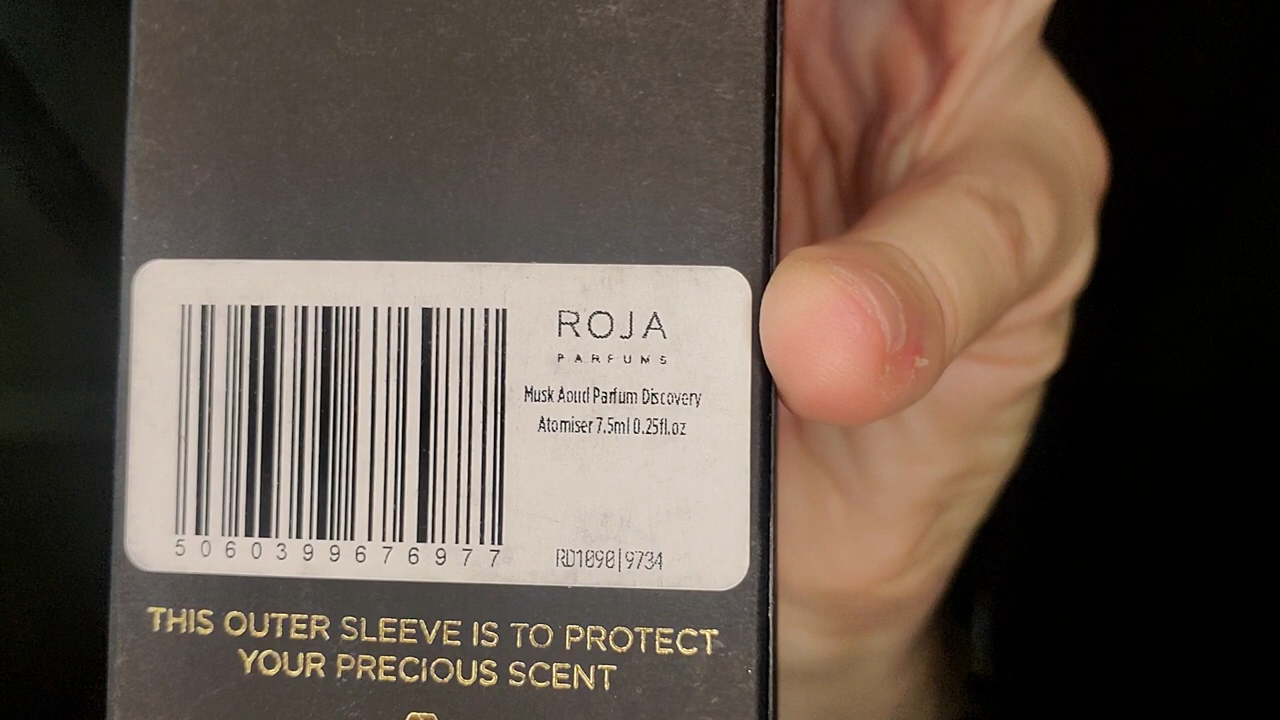 ROJA
PARFUMS
Musk Aoud Parfum Discovery
Atomiser 7.5ml 0.25fl.oz
5060399676977
RD1090|9734
THIS OUTER SLEEVE IS TO PROTECT
YOUR PRECIOUS SCENT